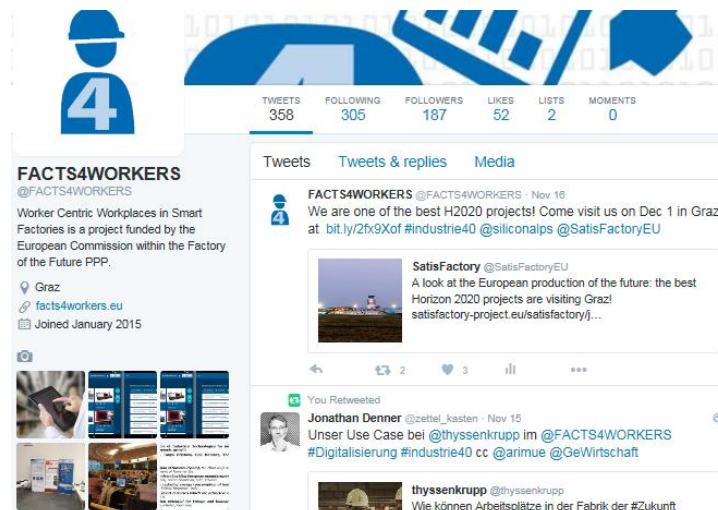 TWEETS FOLLOWING FOLLOWERS LIKES LISTS MOMENTS
358 305 187 52 2 0
4
FACTS4WORKERS
@FACTS4WORKERS
Worker Centric Workplaces in Smart
Factories is a project funded by the
European Commission within the Factory
of the Future PPP.
Graz
facts4workers.eu
Joined January 2015
Tweets Tweets & replies Media
FACTS4WORKERS @FACTS4WORKERS · Nov 16
We are one of the best H2020 projects! Come visit us on Dec 1 in Graz
at bit.ly/2fx9Xof #industrie40 @siliconalps @SatisFactoryEU
SatisFactory @SatisFactoryEU
A look at the European production of the future: the best
Horizon 2020 projects are visiting Graz!
satisfactory-project.eu/satisfactory/j…
2 3
You Retweeted
Jonathan Denner @zettel_kasten · Nov 15
Unser Use Case bei @thyssenkrupp im @FACTS4WORKERS
#Digitalisierung #industrie40 cc @arimue @GeWirtschaft
thyssenkrupp @thyssenkrupp
Wie können Arbeitsplätze in der Fabrik der #Zukunft